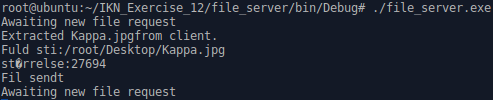 root@ubuntu:~/IKN_Exercise_12/file_server/bin/Debug# ./file_server.exe
Awaiting new file request
Extracted Kappa.jpgfrom client.
Fuld sti:/root/Desktop/Kappa.jpg
st�rrelse:27694
Fil sendt
Awaiting new file request